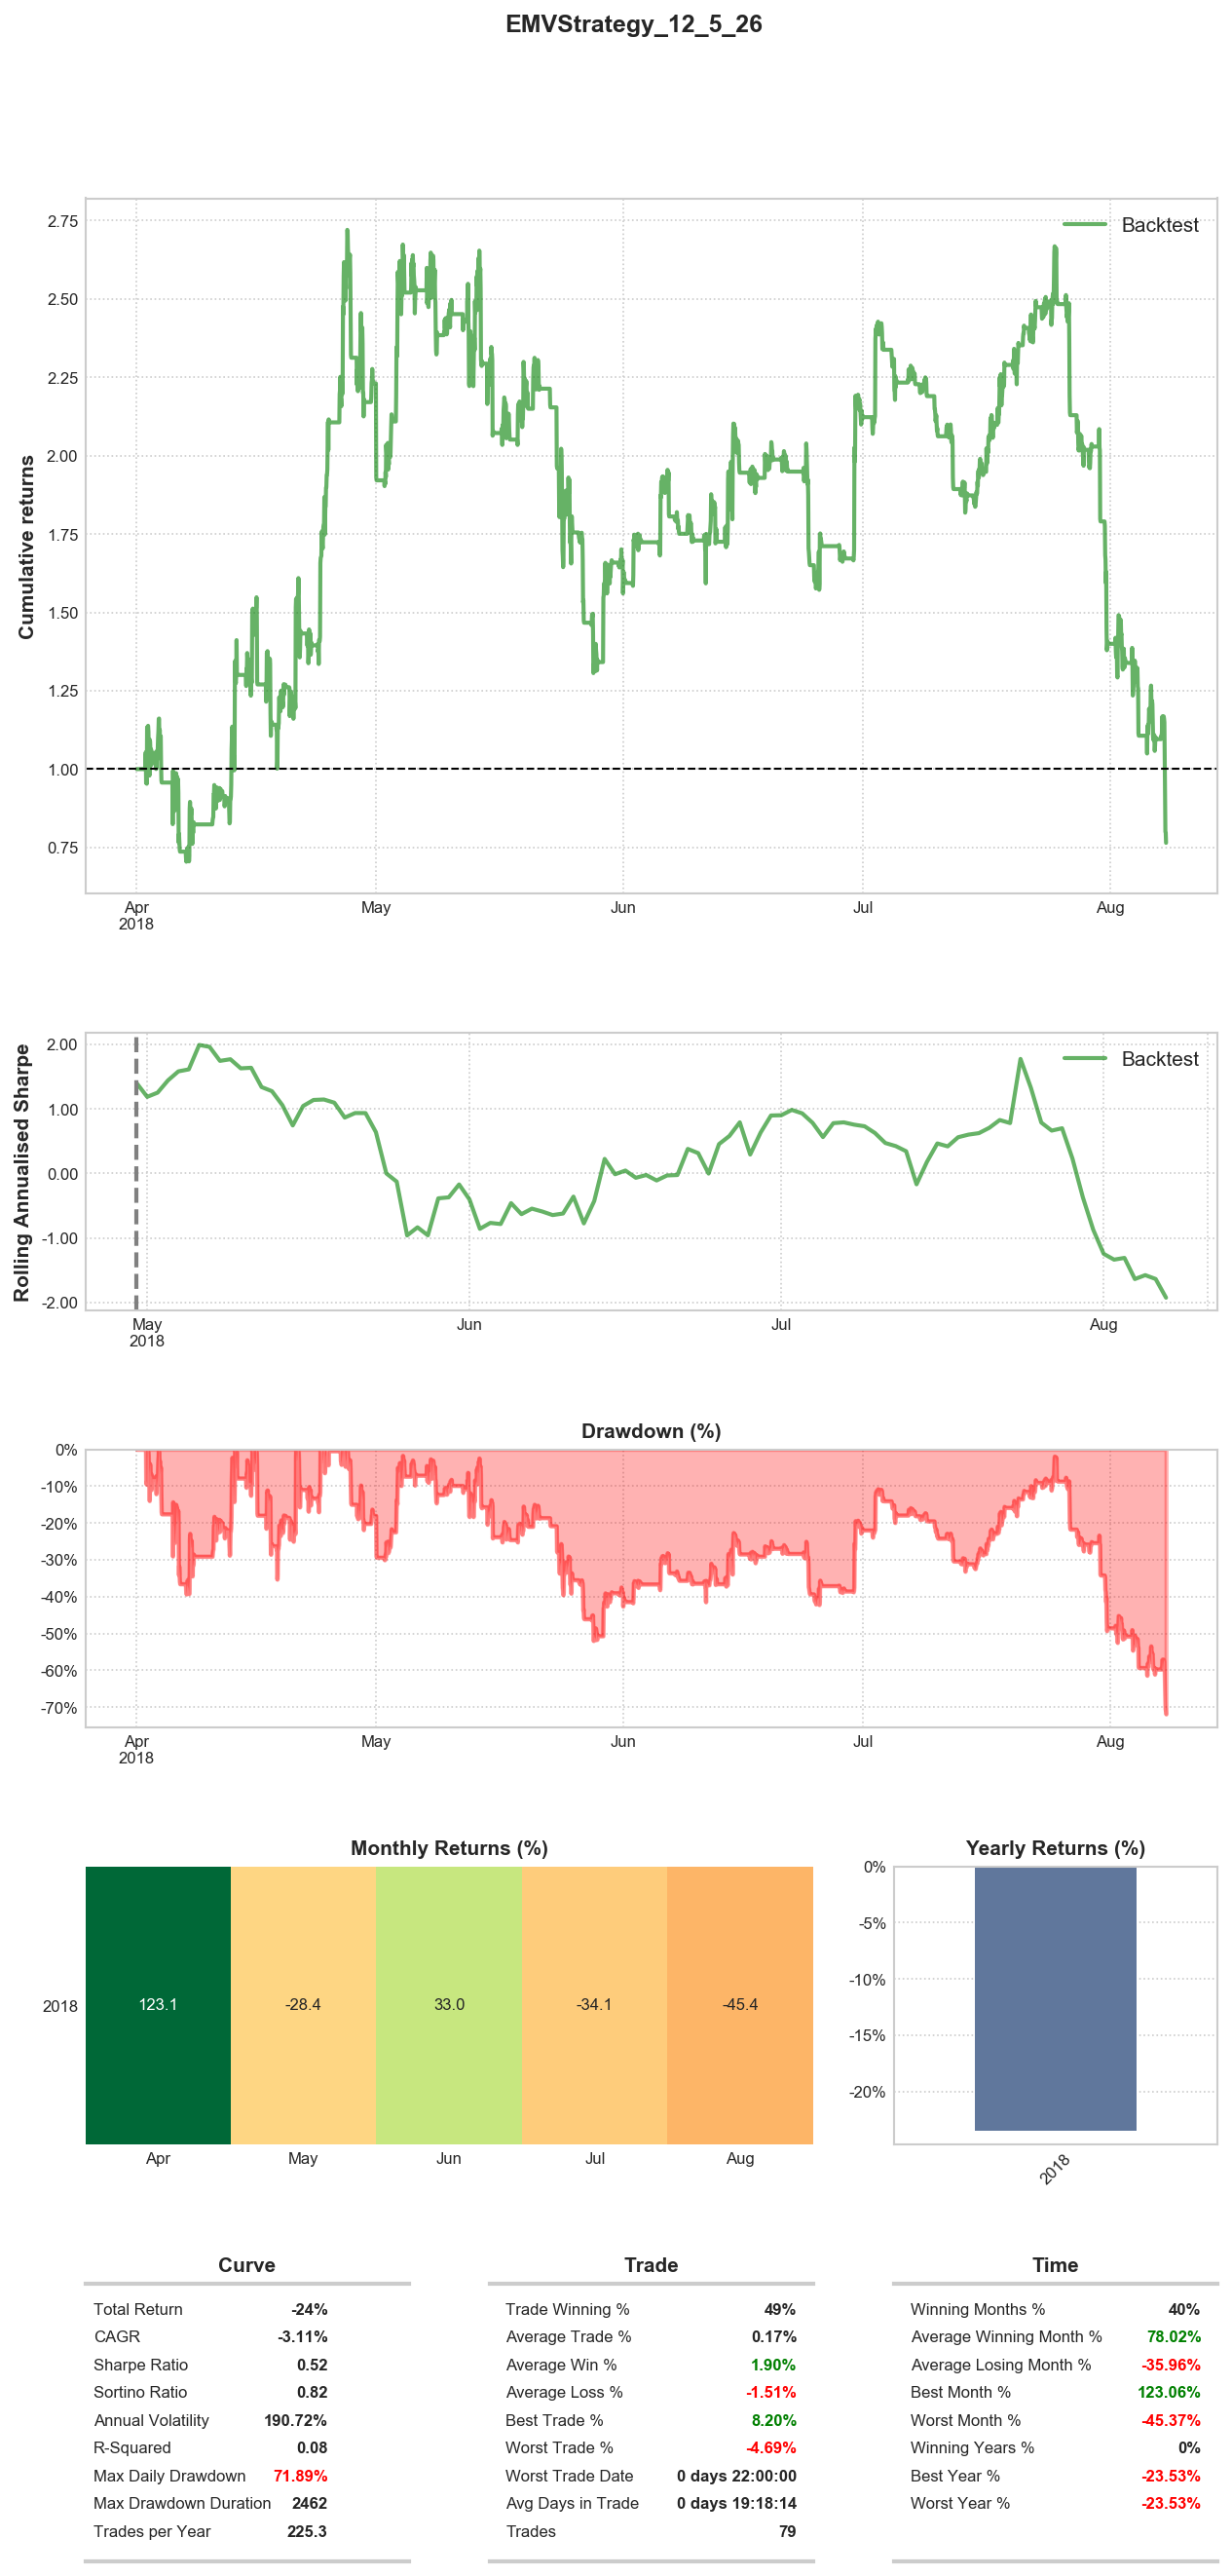 EMVStrategy_12_5_26
Cumulative returns
2.75
2.50
2.25
2.00
1.75
1.50
1.25
1.00
0.75
Backtest
Apr
2018
May
Jun
Jul
Aug
Rolling Annualised Sharpe
2.00
1.00
0.00
-1.00
-2.00
Backtest
May
2018
Jun
Jul
Aug
Drawdown (%)
0%
-10%
-20%
-30%
-40%
-50%
-60%
-70%
Apr
2018
May
Jun
Jul
Aug
Monthly Returns (%)
2018
123.1 -28.4 33.0 -34.1 -45.4
Apr May Jun Jul Aug
Yearly Returns (%)
0%
-5%
-10%
-15%
-20%
2018
Curve
Total Return -24%
CAGR -3.11%
Sharpe Ratio 0.52
Sortino Ratio 0.82
Annual Volatility 190.72%
R-Squared 0.08
Max Daily Drawdown 71.89%
Max Drawdown Duration 2462
Trades per Year 225.3
Trade
Trade Winning % 49%
Average Trade % 0.17%
Average Win % 1.90%
Average Loss % -1.51%
Best Trade % 8.20%
Worst Trade % -4.69%
Worst Trade Date 0 days 22:00:00
Avg Days in Trade 0 days 19:18:14
Trades 79
Time
Winning Months % 40%
Average Winning Month % 78.02%
Average Losing Month % -35.96%
Best Month % 123.06%
Worst Month % -45.37%
Winning Years % 0%
Best Year % -23.53%
Worst Year % -23.53%